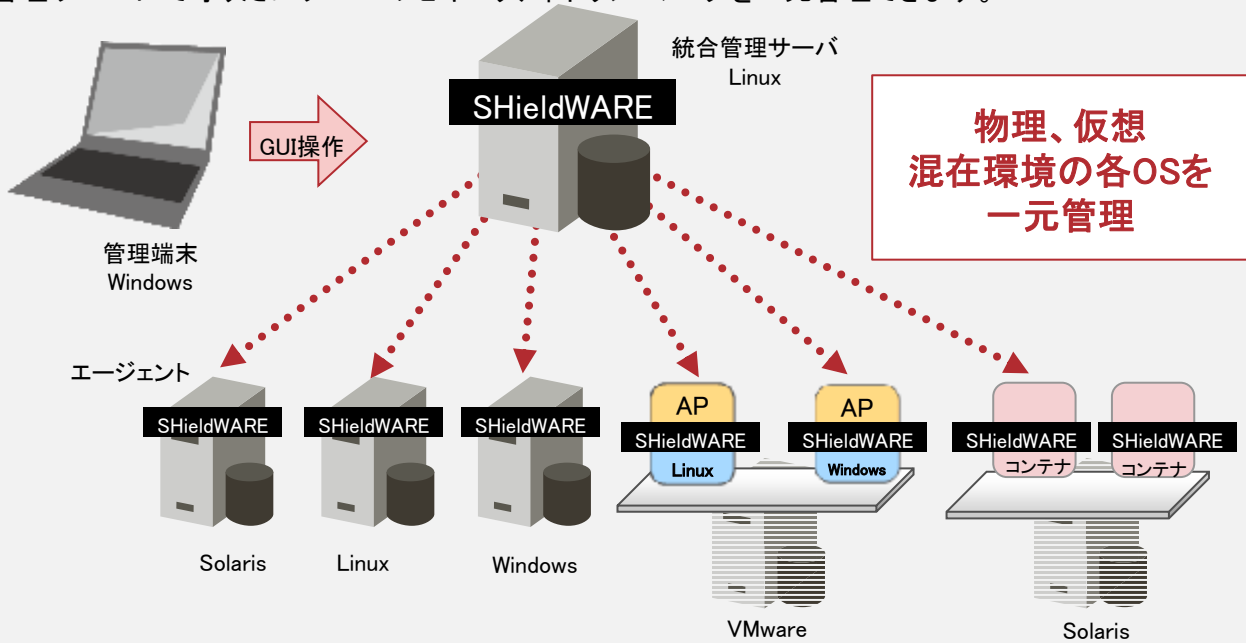 統合管理サーバ
Linux
SHieldWARE
GUI操作
物理、仮想
混在環境の各OSを
一元管理
管理端末
Windows
エージェント
SHieldWARE
SHieldWARE
SHieldWARE
AP
SHieldWARE
Linux
AP
SHieldWARE
Windows
SHieldWARE
コンテナ
SHieldWARE
コンテナ
Solaris
Linux
Windows
VMware
Solaris